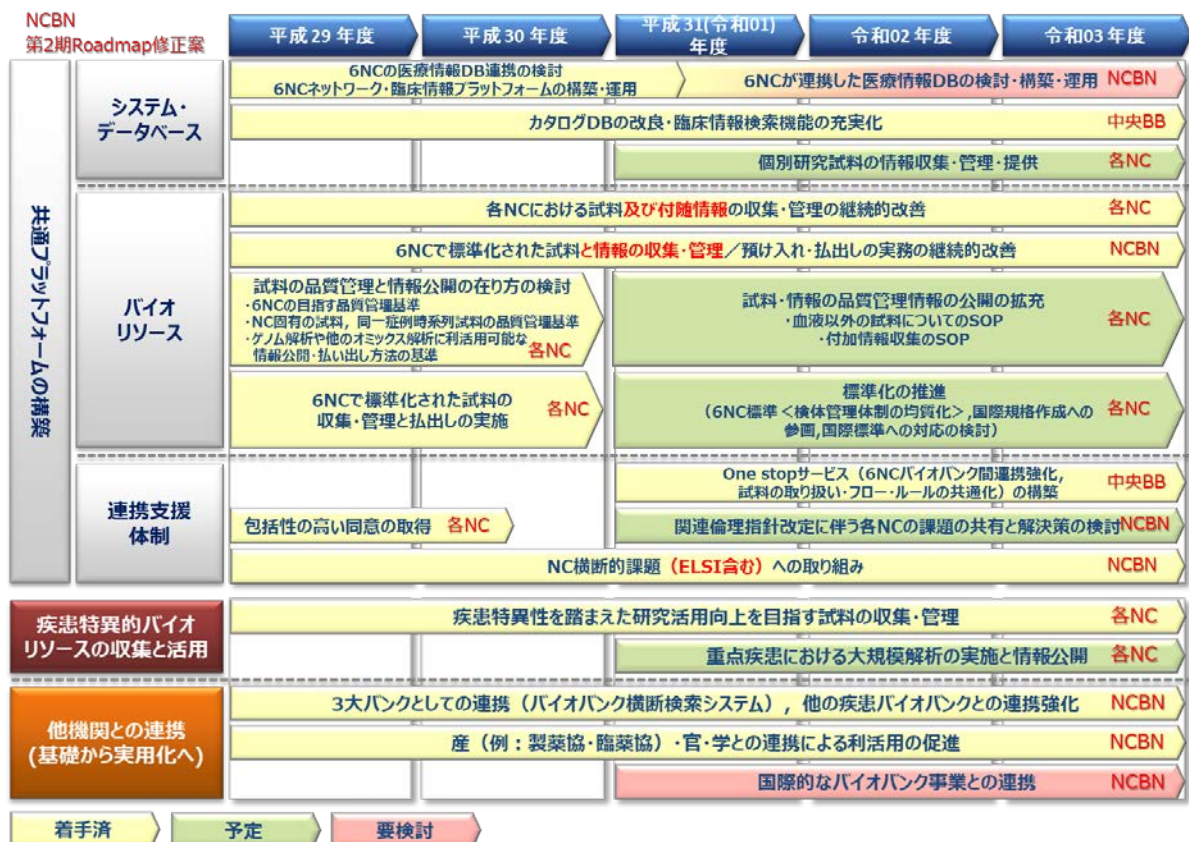 NCBN
第2期Roadmap修正案
平成29年度
平成30年度
平成31(令和01)
年度
令和02年度
令和03年度
共通プラットフォームの構築
システム・
データベース
6NCの医療情報DB連携の検討
6NCネットワーク・臨床情報プラットフォームの構築・運用
6NCが連携した医療情報DBの検討・構築・運用 NCBN
カタログDBの改良・臨床情報検索機能の充実化 中央BB
個別研究試料の情報収集・管理・提供 各NC
バイオ
リソース
各NCにおける試料及び付随情報の収集・管理の継続的改善 各NC
6NCで標準化された試料と情報の収集・管理／預け入れ・払出しの実務の継続的改善 NCBN
試料の品質管理と情報公開の在り方の検討
・6NCの目指す品質管理基準
・NC固有の試料，同一症例時系列試料の品質管理基準
・ゲノム解析や他のオミックス解析に利活用可能な
情報公開・払い出し方法の基準 各NC
試料・情報の品質管理情報の公開の拡充
・血液以外の試料についてのSOP
・付加情報収集のSOP
各NC
6NCで標準化された試料の
収集・管理と払出しの実施
各NC
標準化の推進
（6NC標準＜検体管理体制の均質化＞,国際規格作成への
参画,国際標準への対応の検討）
各NC
連携支援
体制
One stopサービス（6NCバイオバンク間連携強化,
試料の取り扱い・フロー・ルールの共通化）の構築
中央BB
包括性の高い同意の取得 各NC
関連倫理指針改定に伴う各NCの課題の共有と解決策の検討 NCBN
NC横断的課題（ELSI含む）への取り組み NCBN
疾患特異的バイオ
リソースの収集と活用
疾患特異性を踏まえた研究活用向上を目指す試料の収集・管理 各NC
重点疾患における大規模解析の実施と情報公開 各NC
他機関との連携
(基礎から実用化へ)
3大バンクとしての連携（バイオバンク横断検索システム），他の疾患バイオバンクとの連携強化 NCBN
産（例：製薬協・臨薬協）・官・学との連携による利活用の促進 NCBN
国際的なバイオバンク事業との連携 NCBN
着手済
予定
要検討